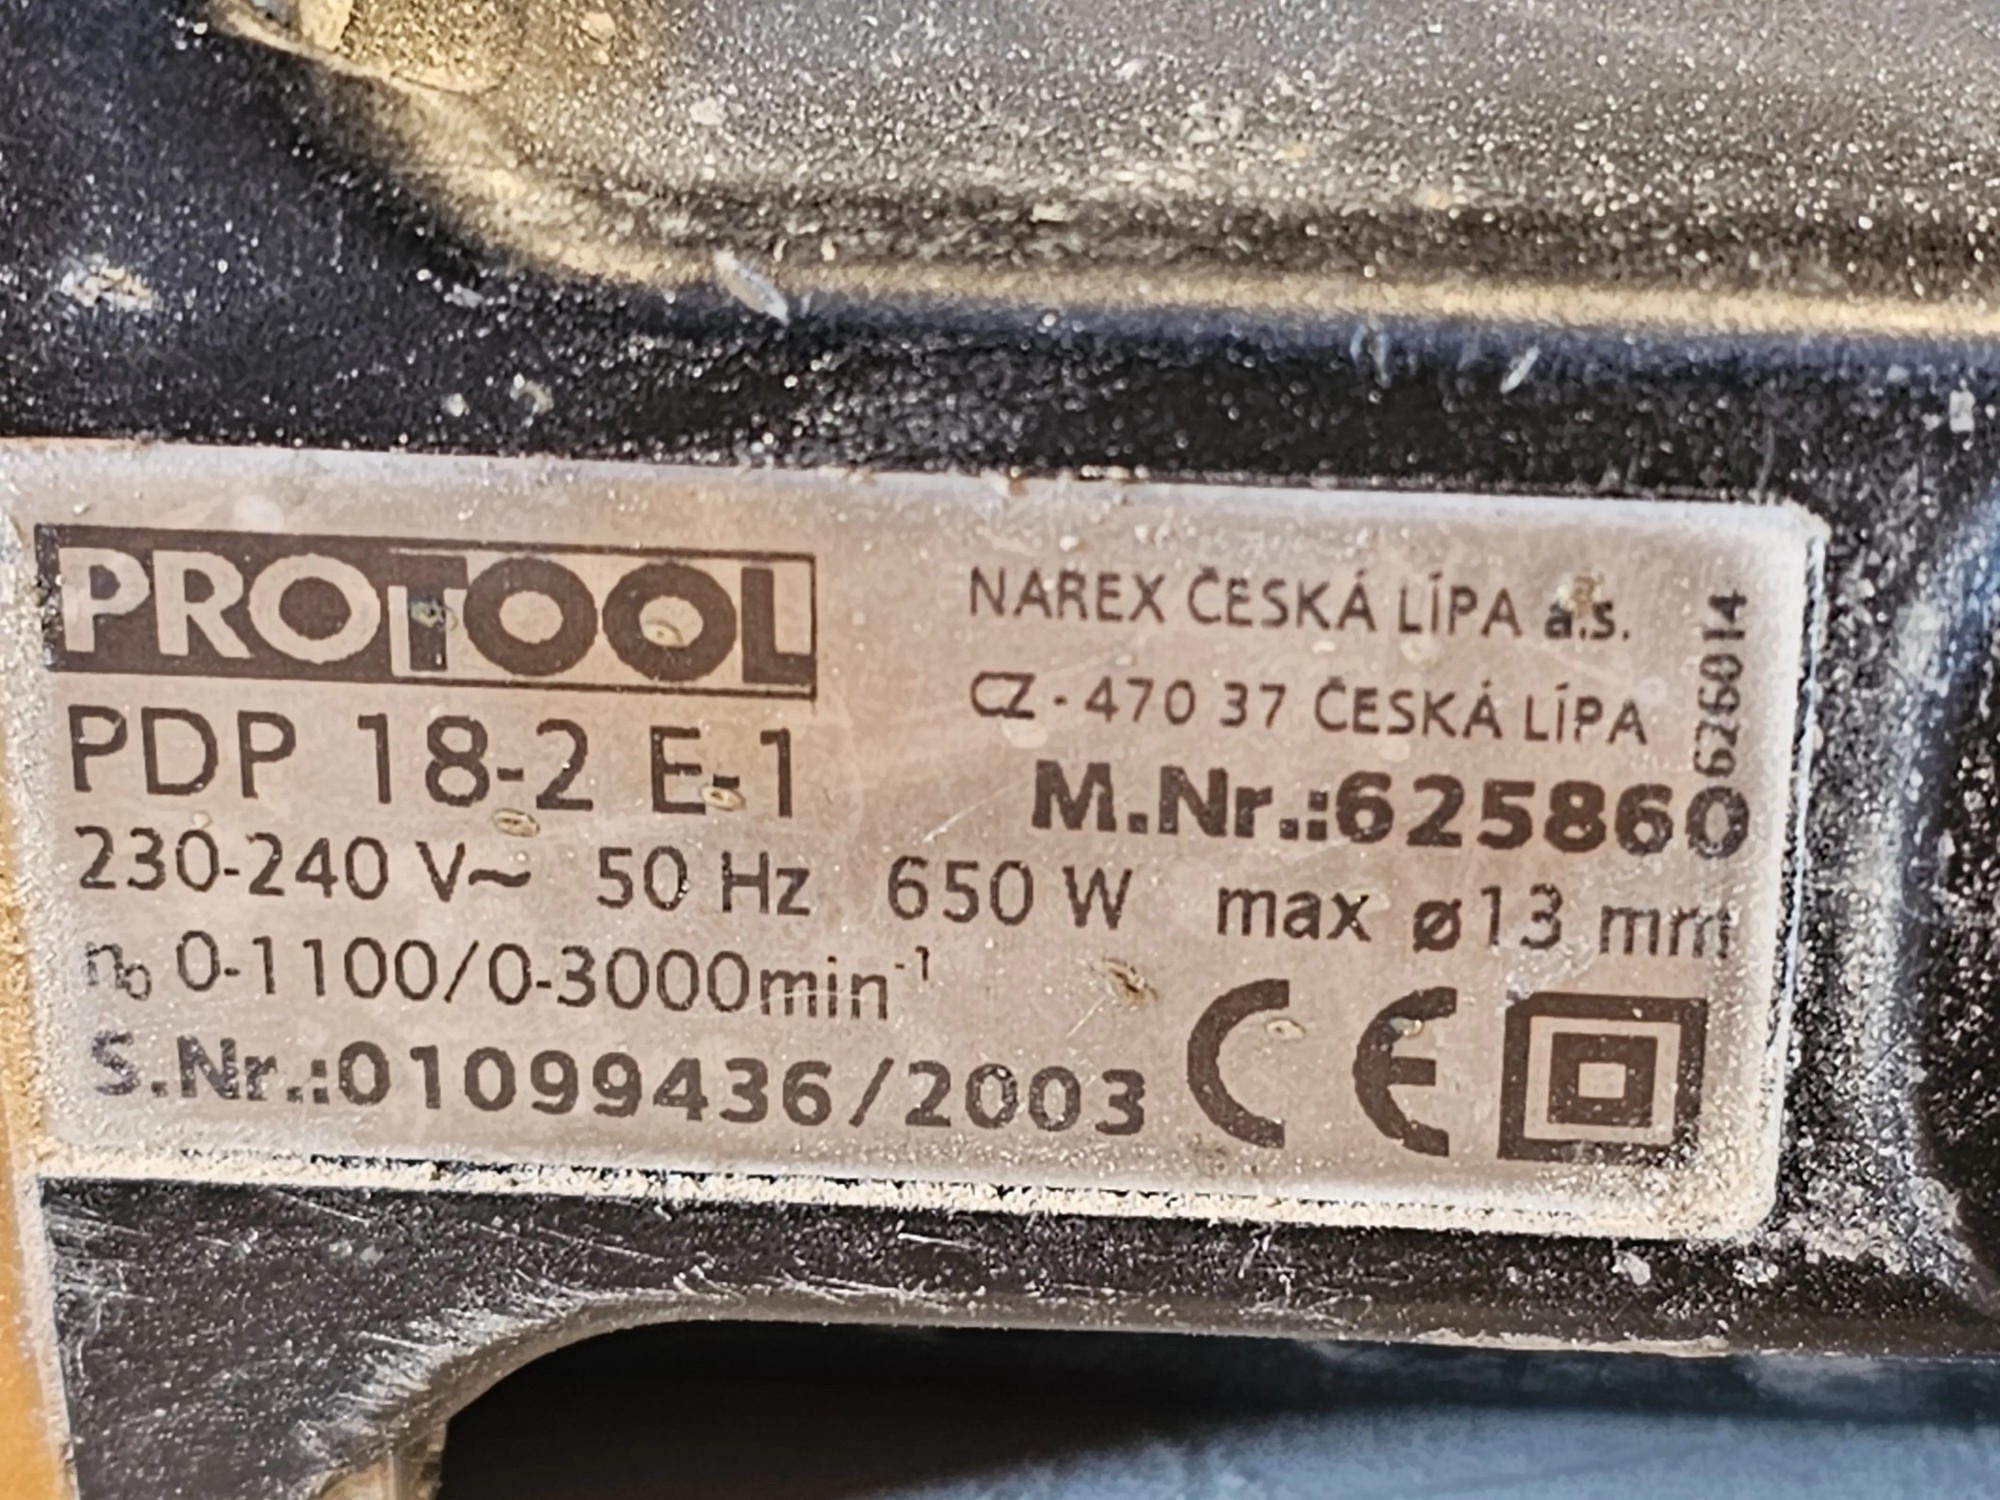 PROTOOL
NAREX ČESKÁ LÍPA a.s.
CZ - 470 37 ČESKÁ LÍPA
626014
PDP 18-2 E-1
M.Nr.:625860
230-240 V~ 50 Hz 650 W max ø13 mm
n₀ 0-1100/0-3000min⁻¹
S.Nr.:01099436/2003
CE